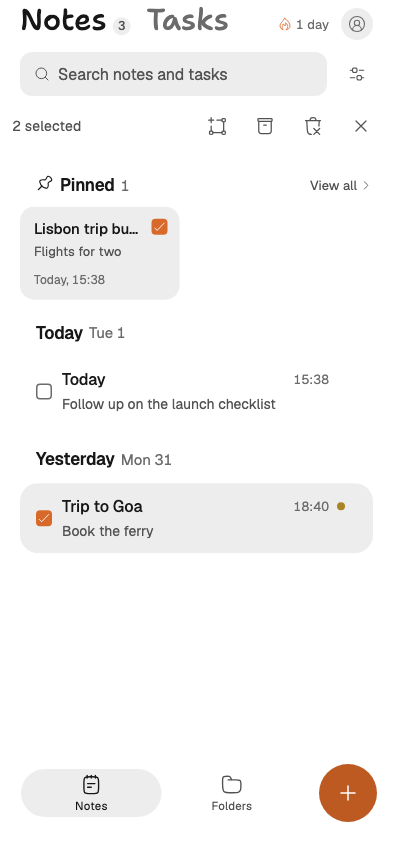 Notes 3 Tasks 1 day
Search notes and tasks
2 selected
Pinned 1 View all
Lisbon trip bu...
Flights for two
Today, 15:38
Today Tue 1
Today 15:38
Follow up on the launch checklist
Yesterday Mon 31
Trip to Goa 18:40
Book the ferry
Notes Folders